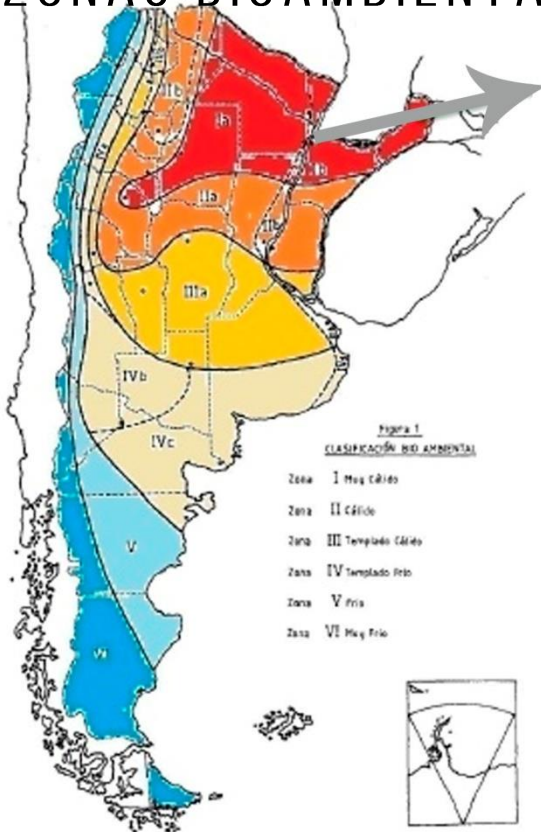 ZONAS BIOAMBIENTA
IIb
Ia
Ib
IIa
IIb
IIIa
IVb
IVc
V
VI
Figura 1
CLASIFICACIÓN BIO AMBIENTAL
Zona I Muy Cálido
Zona II Cálido
Zona III Templado Cálido
Zona IV Templado Frío
Zona V Frío
Zona VI Muy Frío